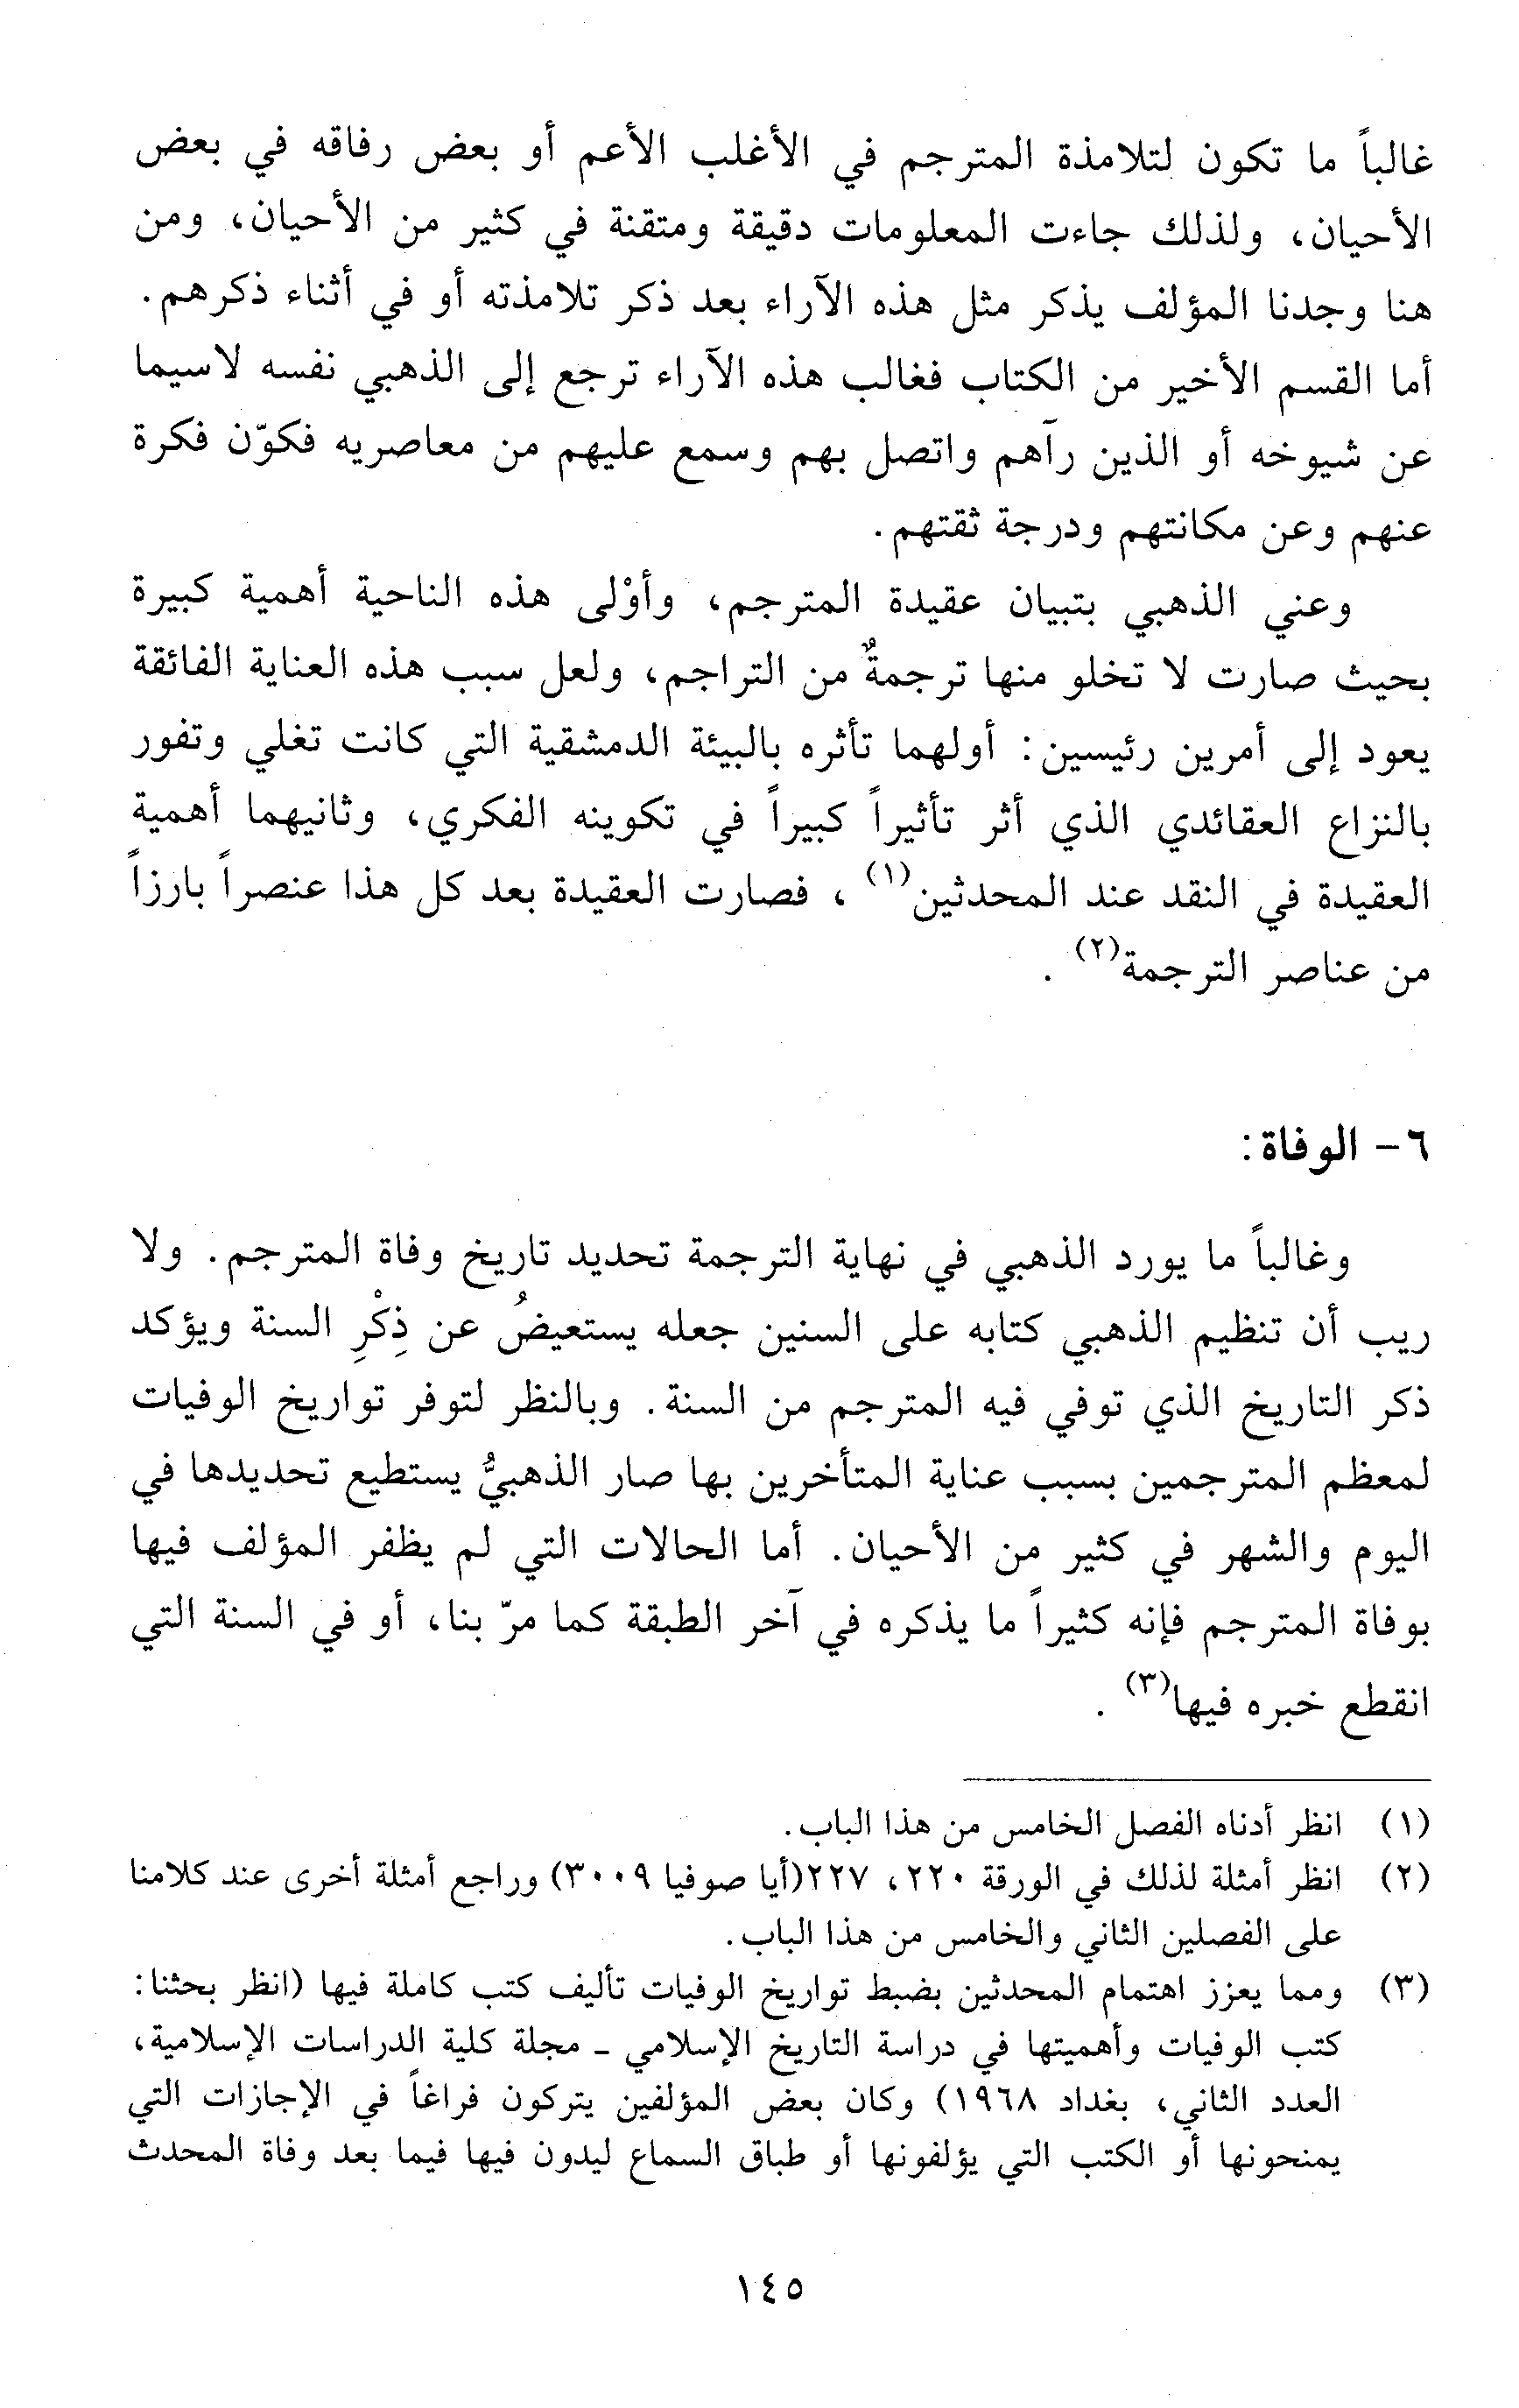 غالباً ما تكون لتلامذة المترجم في الأغلب الأعم أو بعض رفاقه في بعض
الأحيان، ولذلك جاءت المعلومات دقيقة ومتقنة في كثير من الأحيان، ومن
هنا وجدنا المؤلف يذكر مثل هذه الآراء بعد ذكر تلامذته أو في أثناء ذكرهم.
أما القسم الأخير من الكتاب فغالب هذه الآراء ترجع إلى الذهبي نفسه لاسيما
عن شيوخه أو الذين رآهم واتصل بهم وسمع عليهم من معاصريه فكوّن فكرة
عنهم وعن مكانتهم ودرجة ثقتهم.
وعني الذهبي بتبيان عقيدة المترجم، وأوْلى هذه الناحية أهمية كبيرة
بحيث صارت لا تخلو منها ترجمةٌ من التراجم، ولعل سبب هذه العناية الفائقة
يعود إلى أمرين رئيسين: أولهما تأثره بالبيئة الدمشقية التي كانت تغلي وتفور
بالنزاع العقائدي الذي أثر تأثيراً كبيراً في تكوينه الفكري، وثانيهما أهمية
العقيدة في النقد عند المحدثين(١)، فصارت العقيدة بعد كل هذا عنصراً بارزاً
من عناصر الترجمة(٢).
٦- الوفاة:
وغالباً ما يورد الذهبي في نهاية الترجمة تحديد تاريخ وفاة المترجم. ولا
ريب أن تنظيم الذهبي كتابه على السنين جعله يستعيضُ عن ذِكْرِ السنة ويؤكد
ذكر التاريخ الذي توفي فيه المترجم من السنة. وبالنظر لتوفر تواريخ الوفيات
لمعظم المترجمين بسبب عناية المتأخرين بها صار الذهبيُّ يستطيع تحديدها في
اليوم والشهر في كثير من الأحيان. أما الحالات التي لم يظفر المؤلف فيها
بوفاة المترجم فإنه كثيراً ما يذكره في آخر الطبقة كما مرّ بنا، أو في السنة التي
انقطع خبره فيها(٣).
(١) انظر أدناه الفصل الخامس من هذا الباب.
(٢) انظر أمثلة لذلك في الورقة ٢٢٠، ٢٢٧(أيا صوفيا ٣٠٠٩) وراجع أمثلة أخرى عند كلامنا
على الفصلين الثاني والخامس من هذا الباب.
(٣) ومما يعزز اهتمام المحدثين بضبط تواريخ الوفيات تأليف كتب كاملة فيها (انظر بحثنا:
كتب الوفيات وأهميتها في دراسة التاريخ الإسلامي - مجلة كلية الدراسات الإسلامية،
العدد الثاني، بغداد ١٩٦٨) وكان بعض المؤلفين يتركون فراغاً في الإجازات التي
يمنحونها أو الكتب التي يؤلفونها أو طباق السماع ليدون فيها فيما بعد وفاة المحدث
١٤٥